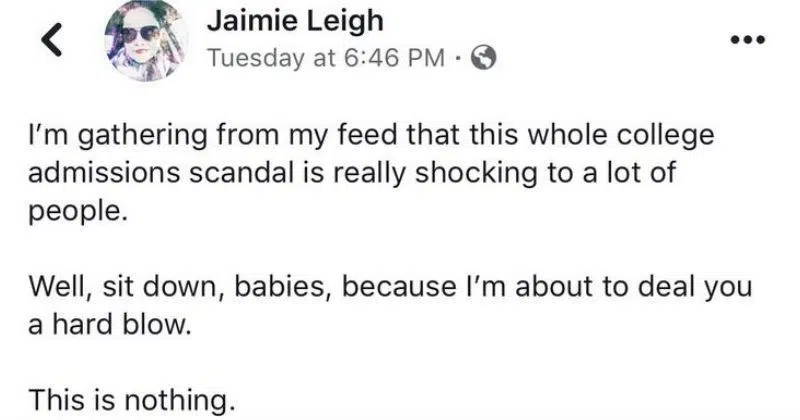 Jaimie Leigh
Tuesday at 6:46 PM ·
I’m gathering from my feed that this whole college
admissions scandal is really shocking to a lot of
people.
Well, sit down, babies, because I’m about to deal you
a hard blow.
This is nothing.